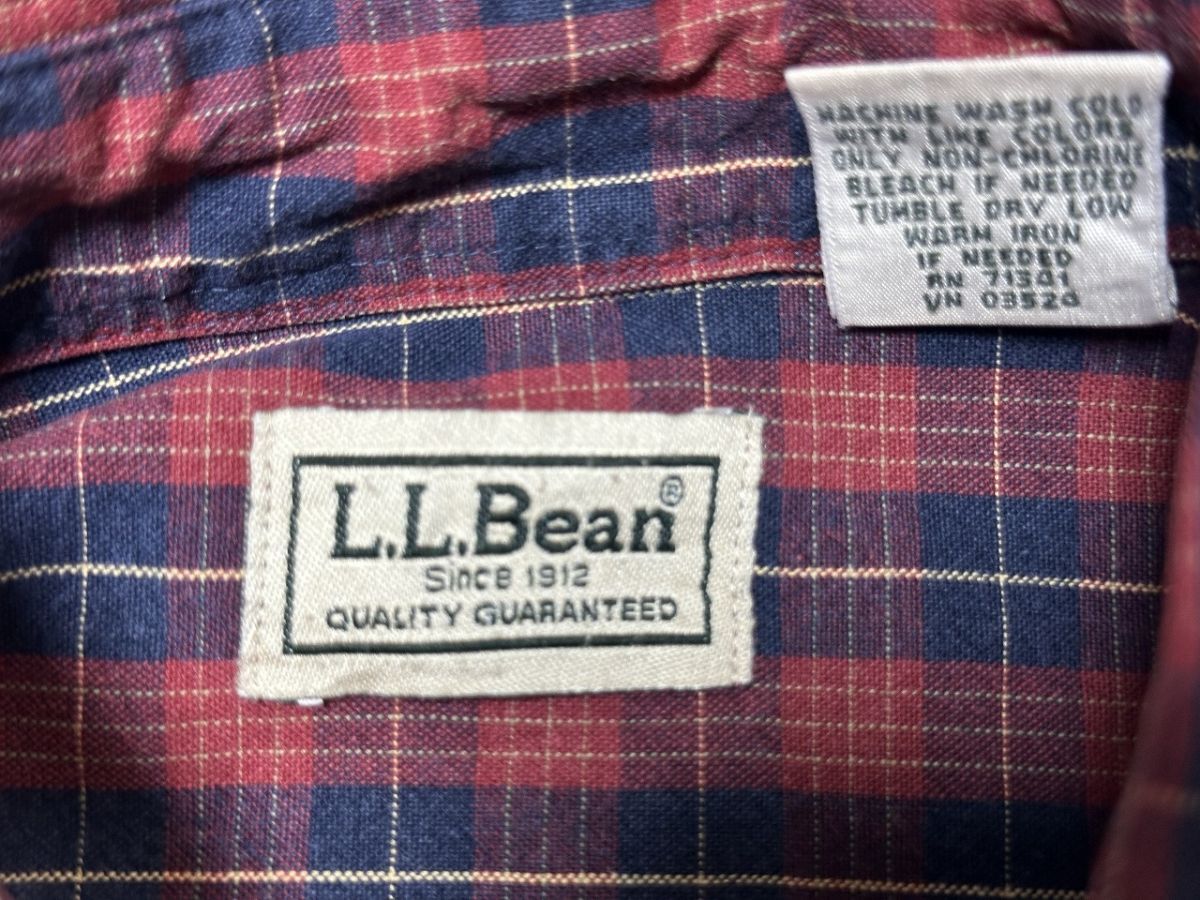 MACHINE WASH COLD
WITH LIKE COLORS
ONLY NON-CHLORINE
BLEACH IF NEEDED
TUMBLE DRY LOW
WARM IRON
IF NEEDED
RN 71341
VN 03524
L.L.Bean®
Since 1912
QUALITY GUARANTEED